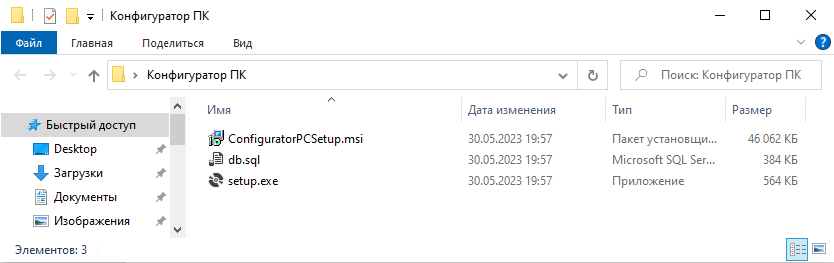 Конфигуратор ПК
Файл Главная Поделиться Вид
Конфигуратор ПК Поиск: Конфигуратор ПК
Имя Дата изменения Тип Размер
Быстрый доступ
Desktop
Загрузки
Документы
Изображения
ConfiguratorPCSetup.msi 30.05.2023 19:57 Пакет установщи... 46 062 КБ
db.sql 30.05.2023 19:57 Microsoft SQL Ser... 384 КБ
setup.exe 30.05.2023 19:57 Приложение 564 КБ
Элементов: 3